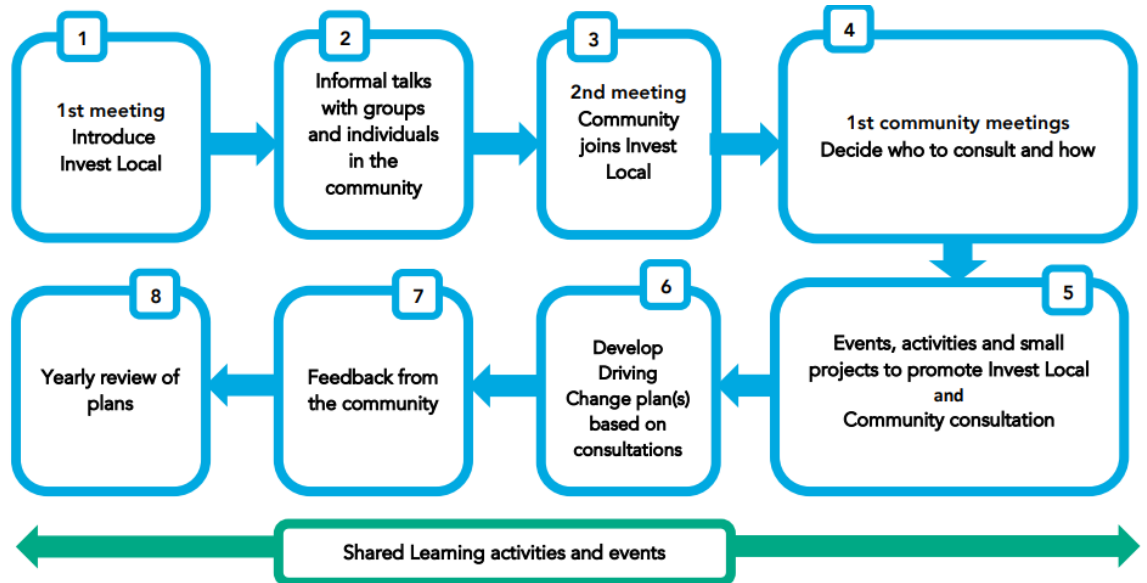 1
1st meeting
Introduce
Invest Local
2
Informal talks
with groups
and individuals
in the
community
3
2nd meeting
Community
joins Invest
Local
4
1st community meetings
Decide who to consult and how
5
Events, activities and small
projects to promote Invest Local
and
Community consultation
6
Develop
Driving
Change plan(s)
based on
consultations
7
Feedback from
the community
8
Yearly review of
plans
Shared Learning activities and events